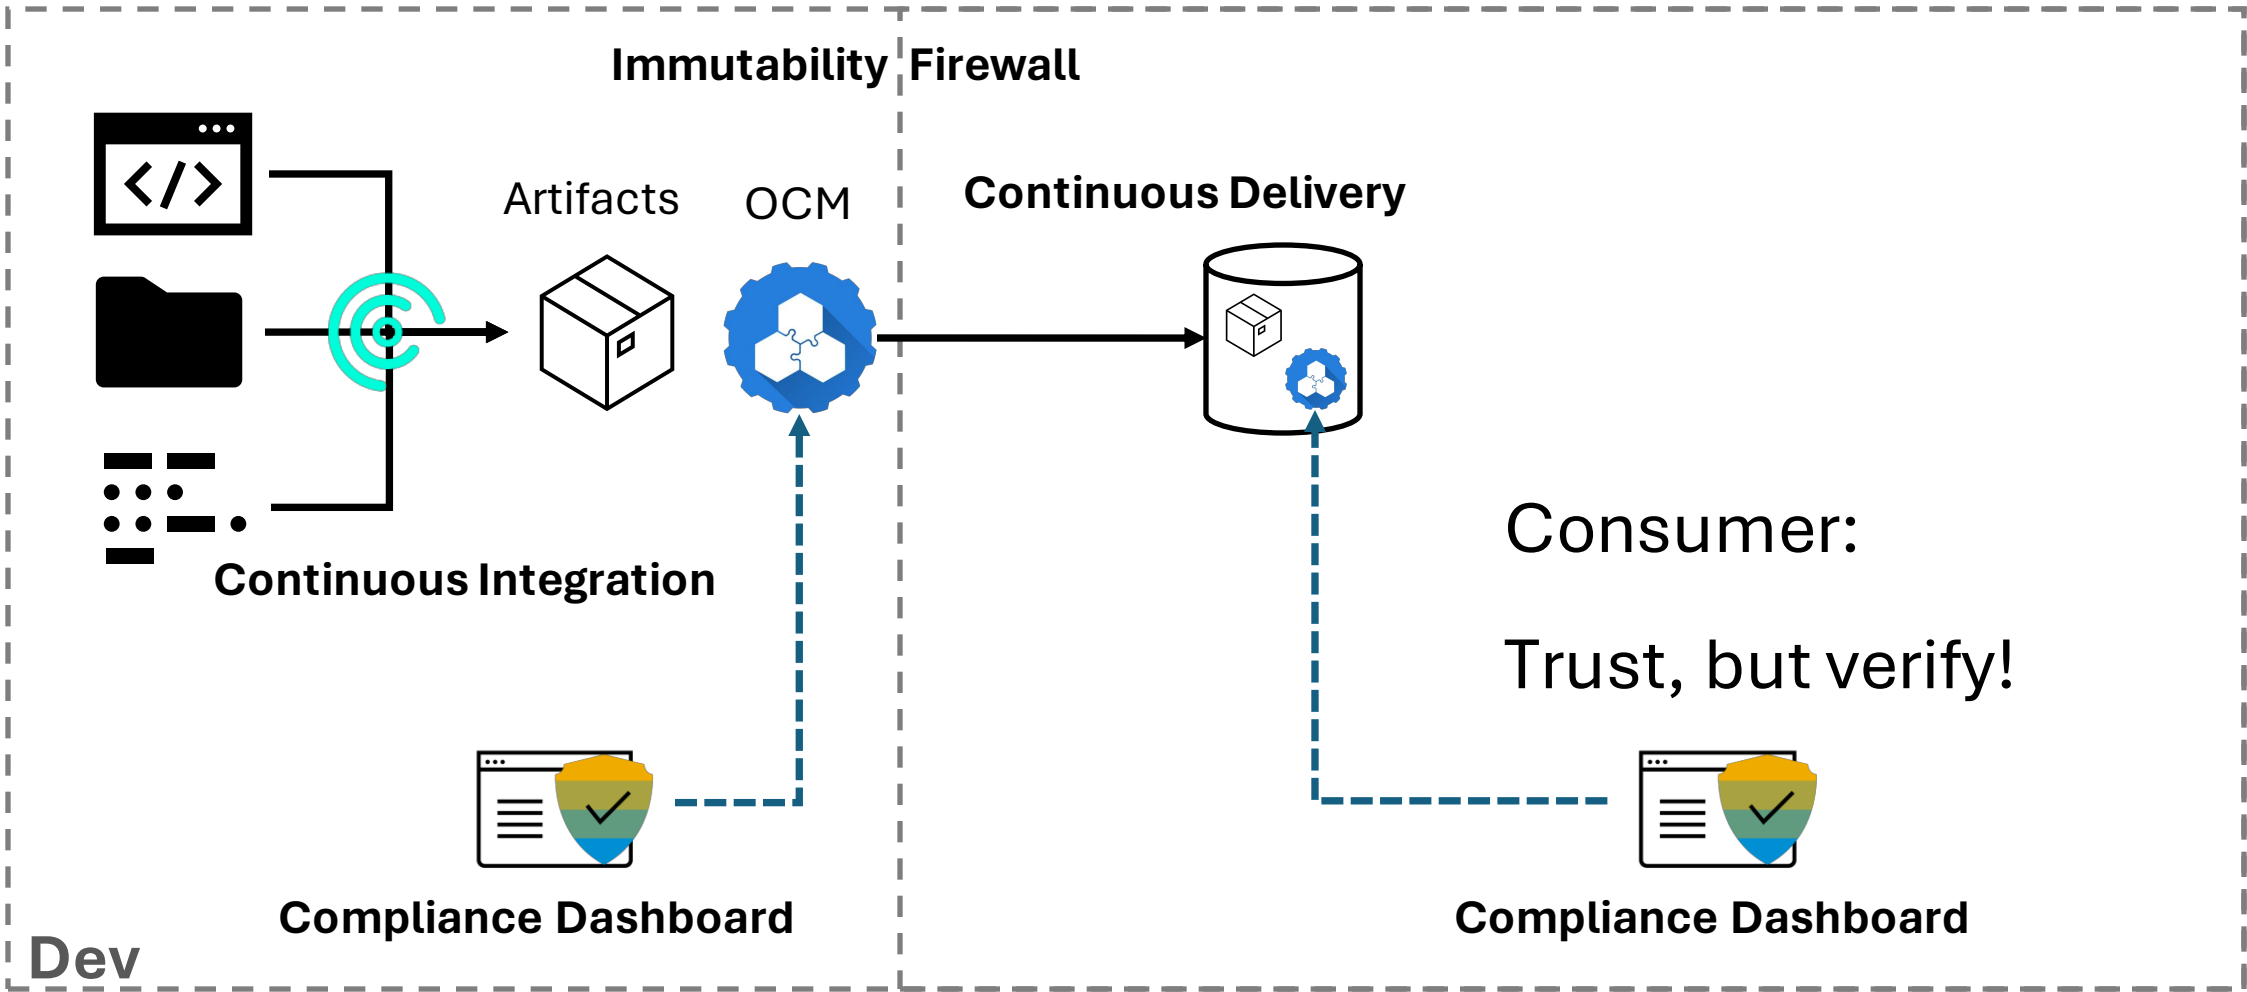 Immutability Firewall
Artifacts
OCM
Continuous Delivery
Continuous Integration
Consumer:
Trust, but verify!
Compliance Dashboard
Compliance Dashboard
Dev